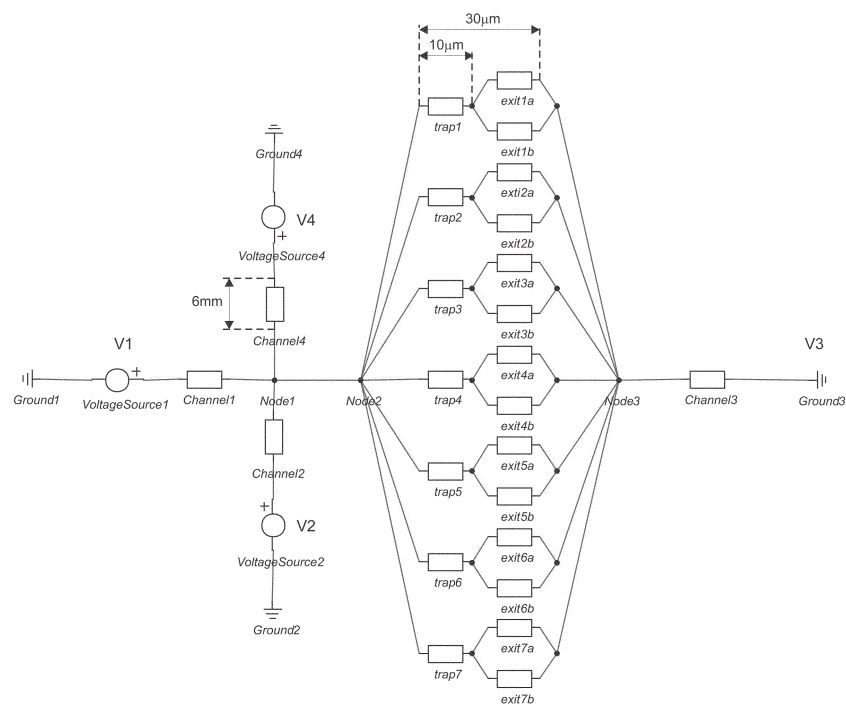 30μm
10μm
exit1a
trap1
exit1b
Ground4
exti2a
V4
trap2
exit2b
VoltageSource4
exit3a
6mm
trap3
exit3b
Channel4
V1
exit4a
V3
Ground1
VoltageSource1
Channel1
Node1
Node2
trap4
exit4b
Node3
Channel3
Ground3
Channel2
exit5a
trap5
exit5b
V2
VoltageSource2
exit6a
trap6
exit6b
Ground2
exit7a
trap7
exit7b